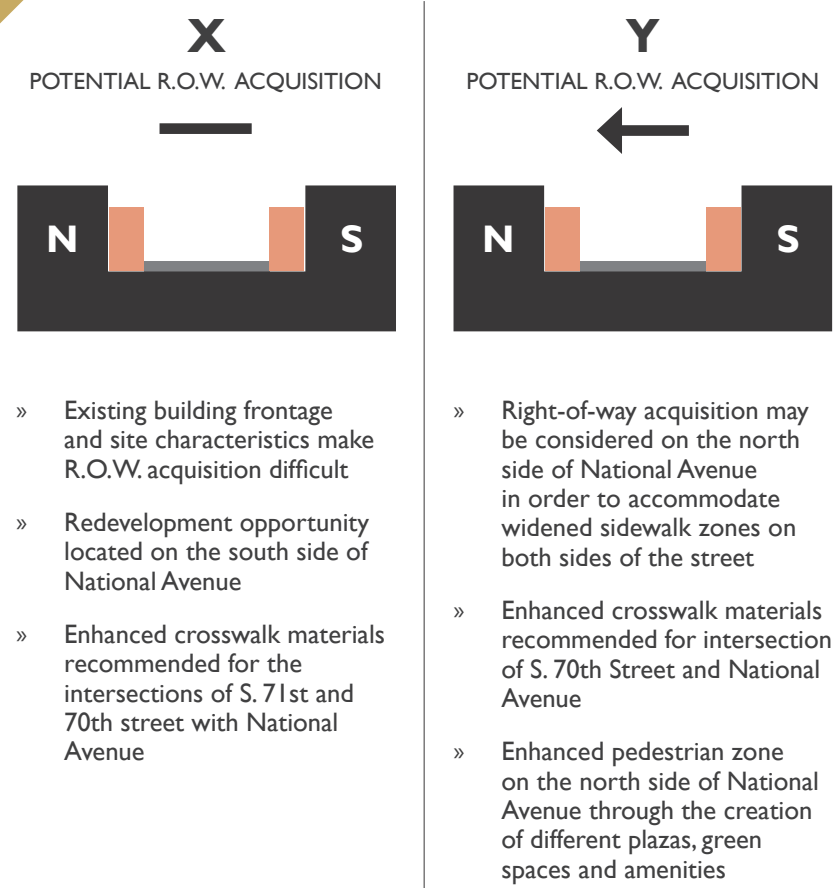 X
POTENTIAL R.O.W. ACQUISITION
N
S
» Existing building frontage
and site characteristics make
R.O.W. acquisition difficult
» Redevelopment opportunity
located on the south side of
National Avenue
» Enhanced crosswalk materials
recommended for the
intersections of S. 71st and
70th street with National
Avenue
Y
POTENTIAL R.O.W. ACQUISITION
N
S
» Right-of-way acquisition may
be considered on the north
side of National Avenue
in order to accommodate
widened sidewalk zones on
both sides of the street
» Enhanced crosswalk materials
recommended for intersection
of S. 70th Street and National
Avenue
» Enhanced pedestrian zone
on the north side of National
Avenue through the creation
of different plazas, green
spaces and amenities